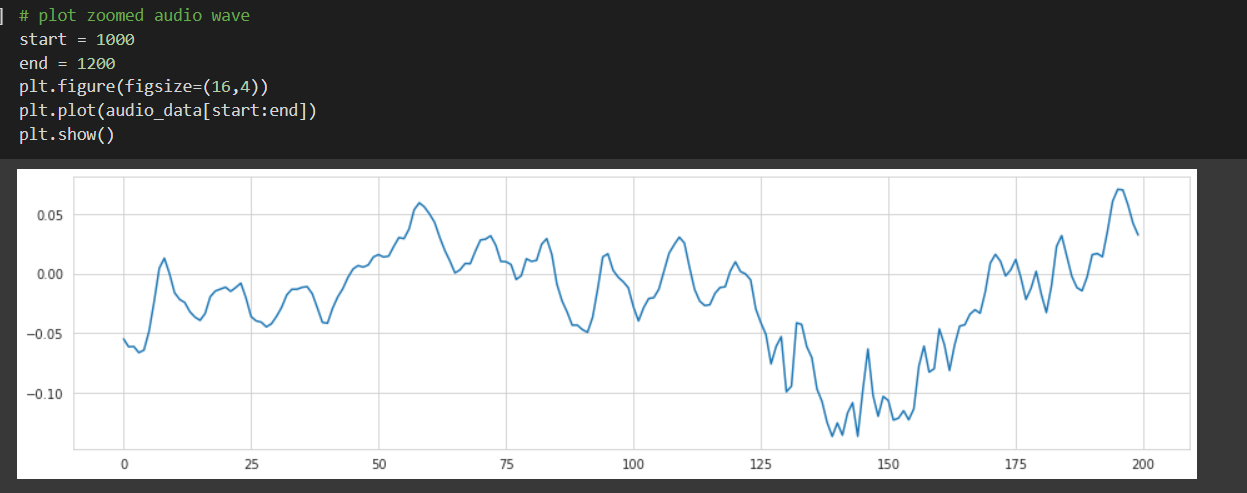 ] # plot zoomed audio wave
start = 1000
end = 1200
plt.figure(figsize=(16,4))
plt.plot(audio_data[start:end])
plt.show()
0.05
0.00
−0.05
−0.10
0 25 50 75 100 125 150 175 200